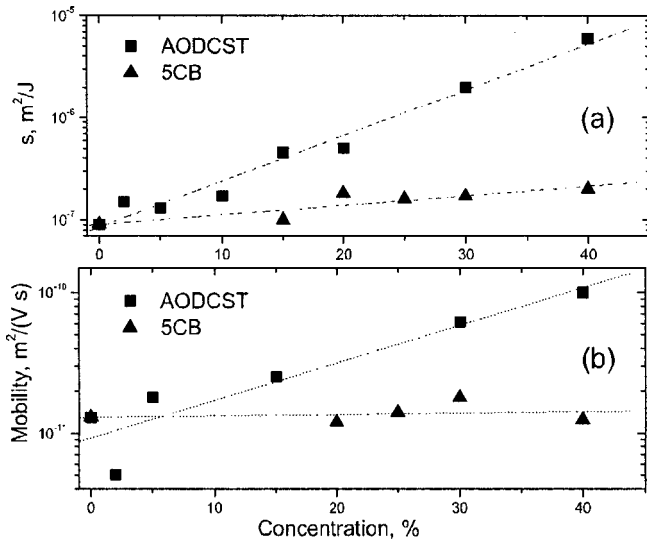 10⁻⁵
AODCST
5CB
s, m²/J
10⁻⁶
(a)
10⁻⁷
0 10 20 30 40
10⁻¹⁰
AODCST
5CB
Mobility, m²/(V s)
(b)
10⁻¹¹
0 10 20 30 40
Concentration, %